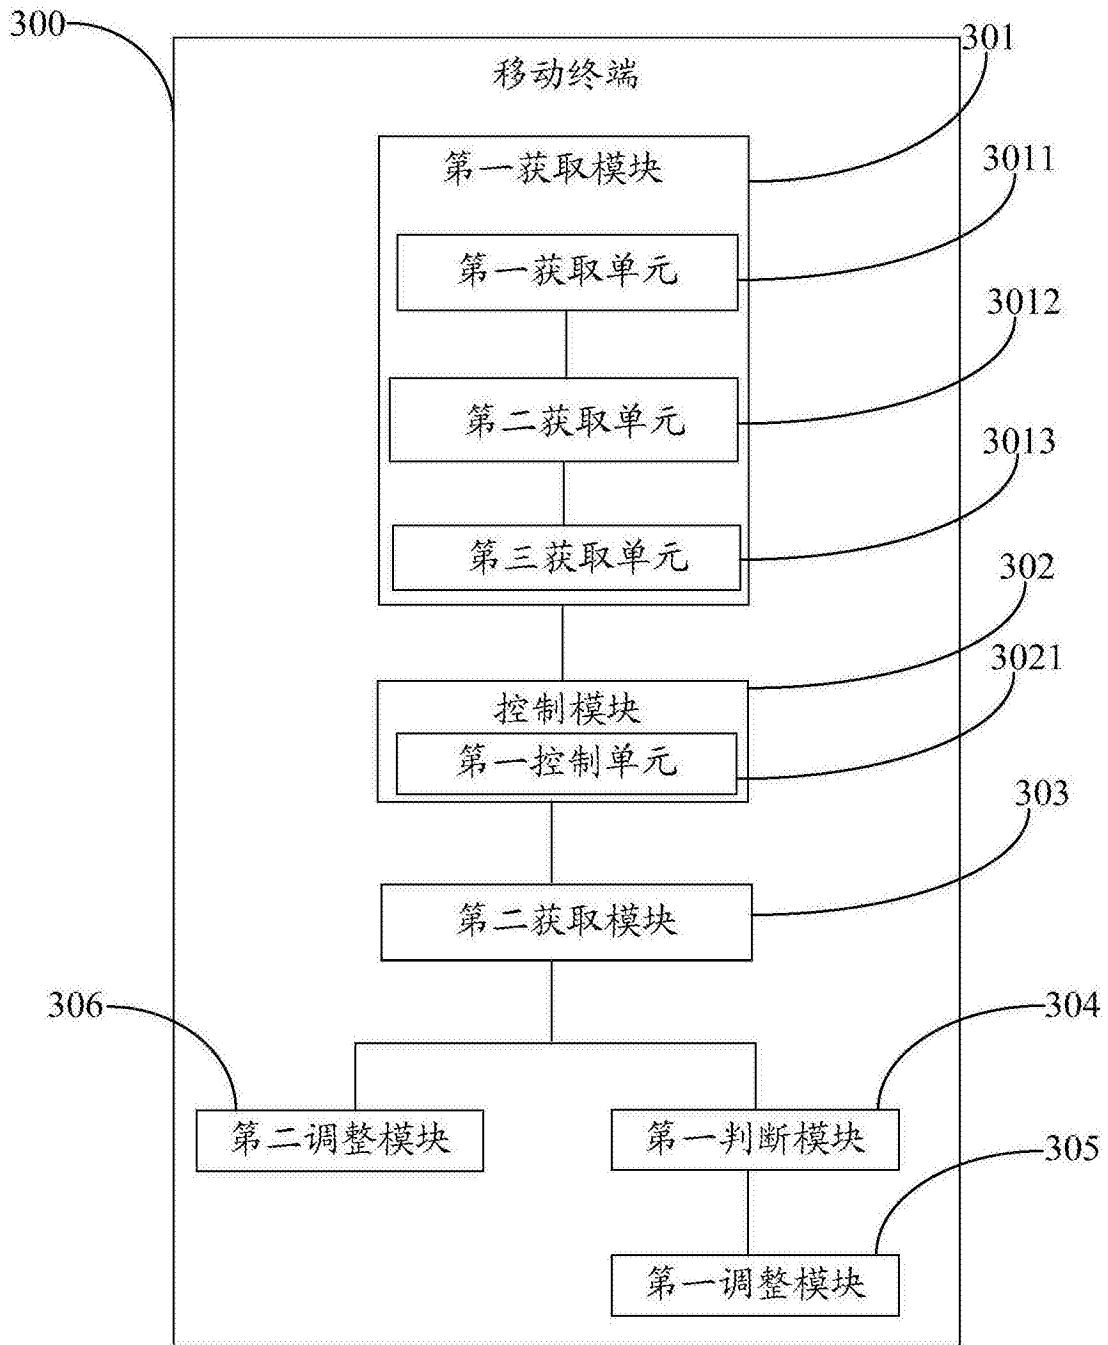 300
301
移动终端
第一获取模块
3011
第一获取单元
3012
第二获取单元
3013
第三获取单元
302
3021
控制模块
第一控制单元
303
第二获取模块
306
304
第二调整模块
第一判断模块
305
第一调整模块